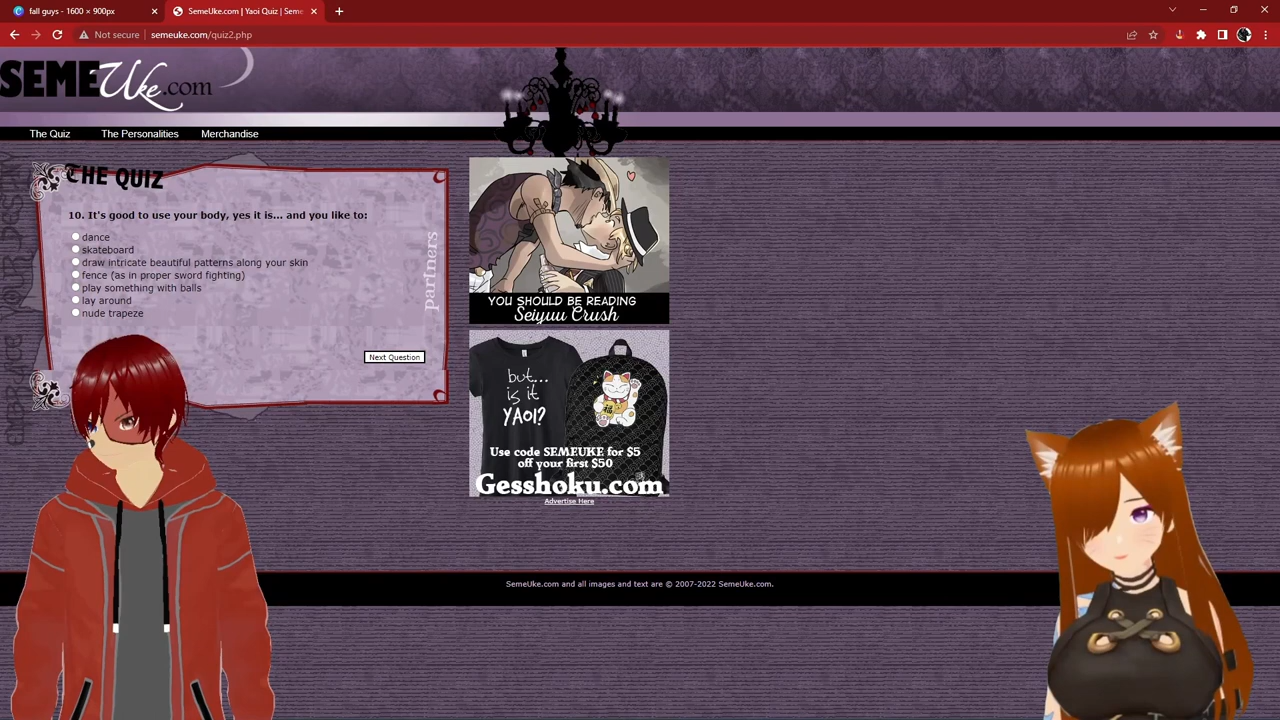 fall guys - 1600 × 900px
SemeUke.com | Yaoi Quiz | Seme
Not secure
semeuke.com/quiz2.php
SEMEUke.com
The Quiz
The Personalities
Merchandise
THE QUIZ
10. It's good to use your body, yes it is... and you like to:
dance
skateboard
draw intricate beautiful patterns along your skin
fence (as in proper sword fighting)
play something with balls
lay around
nude trapeze
Next Question
partners
EMBRACE YOUR DESTINY
YOU SHOULD BE READING
Seiyuu Crush
but...
is it
YAOI?
Use code SEMEUKE for $5
off your first $50
Gesshoku.com
Advertise Here
SemeUke.com and all images and text are © 2007-2022 SemeUke.com.